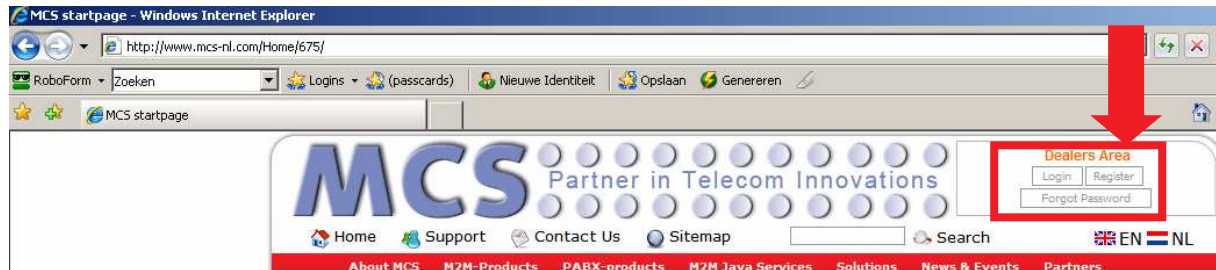 MCS startpage - Windows Internet Explorer
http://www.mcs-nl.com/Home/675/
RoboForm Zoeken Logins (passcards) Nieuwe Identiteit Opslaan Genereren
MCS startpage
MCS Partner in Telecom Innovations
Dealers Area
Login Register
Forgot Password
Home Support Contact Us Sitemap Search EN NL
About MCS M2M-Products PABX-products M2M Java Services Solutions News & Events Partners